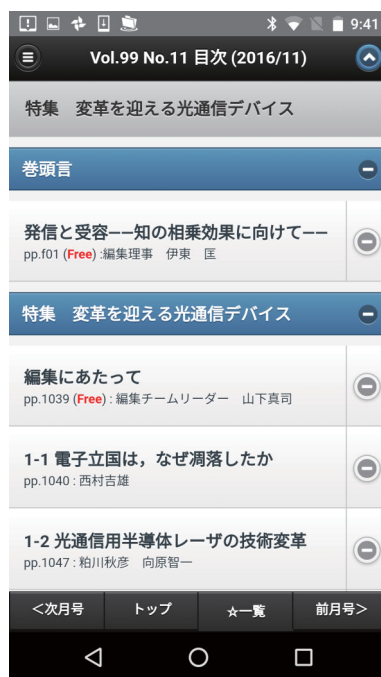 9:41
Vol.99 No.11 目次 (2016/11)
特集　変革を迎える光通信デバイス
巻頭言
発信と受容——知の相乗効果に向けて——
pp.f01 (Free) :編集理事　伊東　匡
特集　変革を迎える光通信デバイス
編集にあたって
pp.1039 (Free) : 編集チームリーダー　山下真司
1-1 電子立国は，なぜ凋落したか
pp.1040 : 西村吉雄
1-2 光通信用半導体レーザの技術変革
pp.1047 : 粕川秋彦　向原智一
＜次月号　トップ　☆一覧　前月号＞